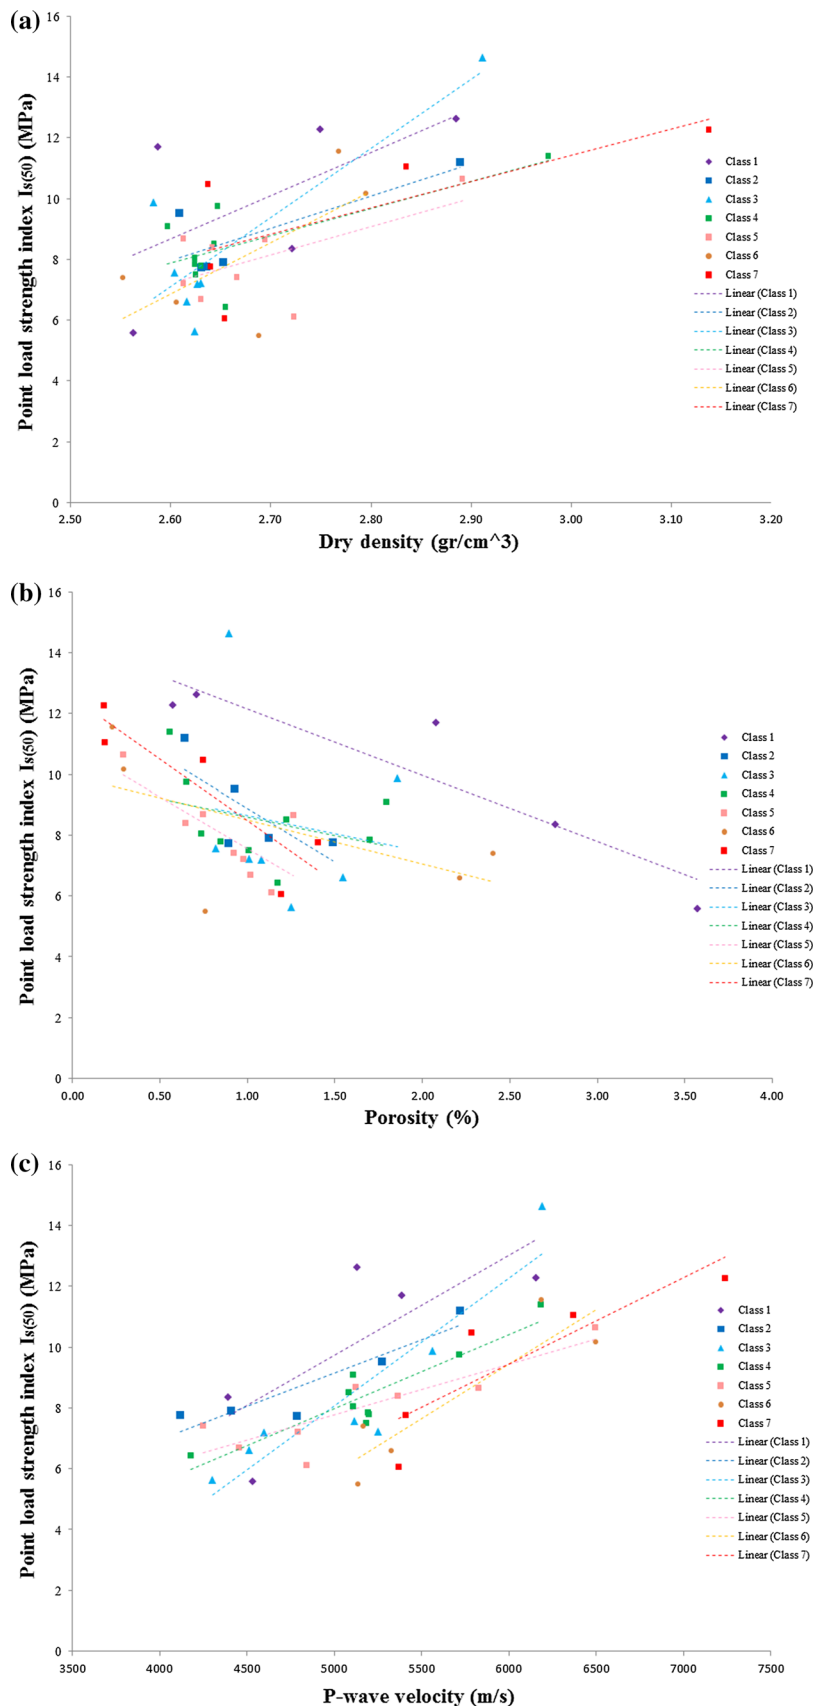 (a)
Point load strength index Is(50) (MPa)
16
14
12
10
8
6
4
2
0
2.50 2.60 2.70 2.80 2.90 3.00 3.10 3.20
Dry density (gr/cm^3)
Class 1
Class 2
Class 3
Class 4
Class 5
Class 6
Class 7
Linear (Class 1)
Linear (Class 2)
Linear (Class 3)
Linear (Class 4)
Linear (Class 5)
Linear (Class 6)
Linear (Class 7)
(b)
Point load strength index Is(50) (MPa)
16
14
12
10
8
6
4
2
0
0.00 0.50 1.00 1.50 2.00 2.50 3.00 3.50 4.00
Porosity (%)
Class 1
Class 2
Class 3
Class 4
Class 5
Class 6
Class 7
Linear (Class 1)
Linear (Class 2)
Linear (Class 3)
Linear (Class 4)
Linear (Class 5)
Linear (Class 6)
Linear (Class 7)
(c)
Point load strength index Is(50) (MPa)
16
14
12
10
8
6
4
2
0
3500 4000 4500 5000 5500 6000 6500 7000 7500
P-wave velocity (m/s)
Class 1
Class 2
Class 3
Class 4
Class 5
Class 6
Class 7
Linear (Class 1)
Linear (Class 2)
Linear (Class 3)
Linear (Class 4)
Linear (Class 5)
Linear (Class 6)
Linear (Class 7)